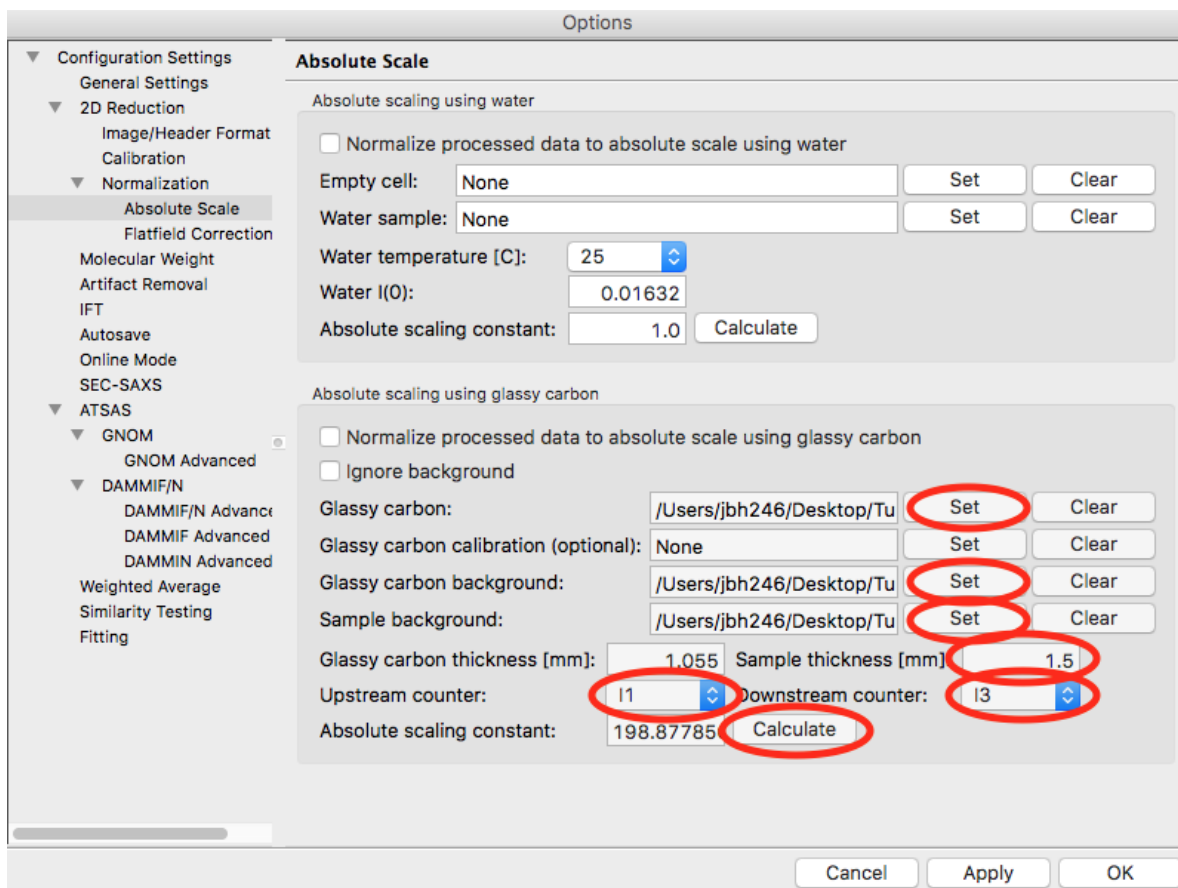 Options
Configuration Settings
General Settings
2D Reduction
Image/Header Format
Calibration
Normalization
Absolute Scale
Flatfield Correction
Molecular Weight
Artifact Removal
IFT
Autosave
Online Mode
SEC-SAXS
ATSAS
GNOM
GNOM Advanced
DAMMIF/N
DAMMIF/N Advance
DAMMIF Advanced
DAMMIN Advanced
Weighted Average
Similarity Testing
Fitting
Absolute Scale
Absolute scaling using water
Normalize processed data to absolute scale using water
Empty cell: None Set Clear
Water sample: None Set Clear
Water temperature [C]: 25
Water I(0): 0.01632
Absolute scaling constant: 1.0 Calculate
Absolute scaling using glassy carbon
Normalize processed data to absolute scale using glassy carbon
Ignore background
Glassy carbon: /Users/jbh246/Desktop/Tu Set Clear
Glassy carbon calibration (optional): None Set Clear
Glassy carbon background: /Users/jbh246/Desktop/Tu Set Clear
Sample background: /Users/jbh246/Desktop/Tu Set Clear
Glassy carbon thickness [mm]: 1.055 Sample thickness [mm] 1.5
Upstream counter: I1 Downstream counter: I3
Absolute scaling constant: 198.87785 Calculate
Cancel Apply OK